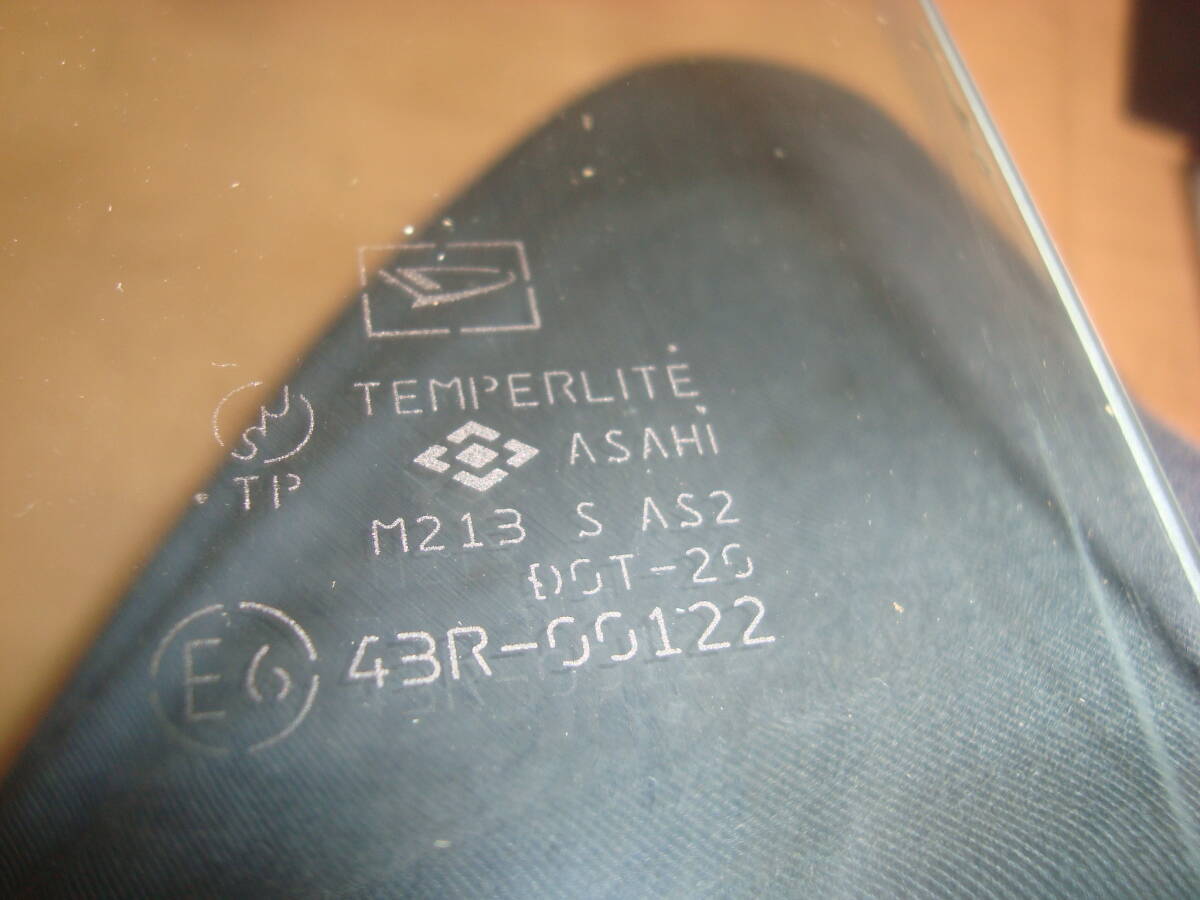 TEMPERLITE
ASAHI
TP
M213 S AS2
DOT-20
E6 43R-00122